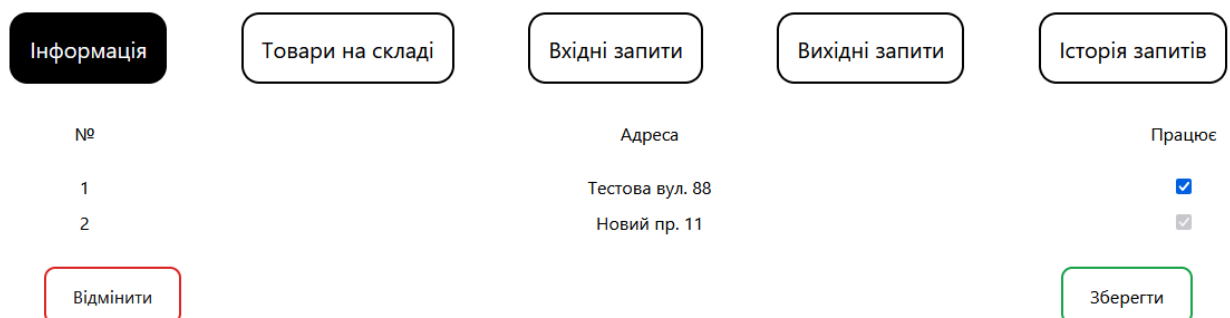 Інформація Товари на складі Вхідні запити Вихідні запити Історія запитів
№ Адреса Працює
1 Тестова вул. 88
2 Новий пр. 11
Відмінити Зберегти